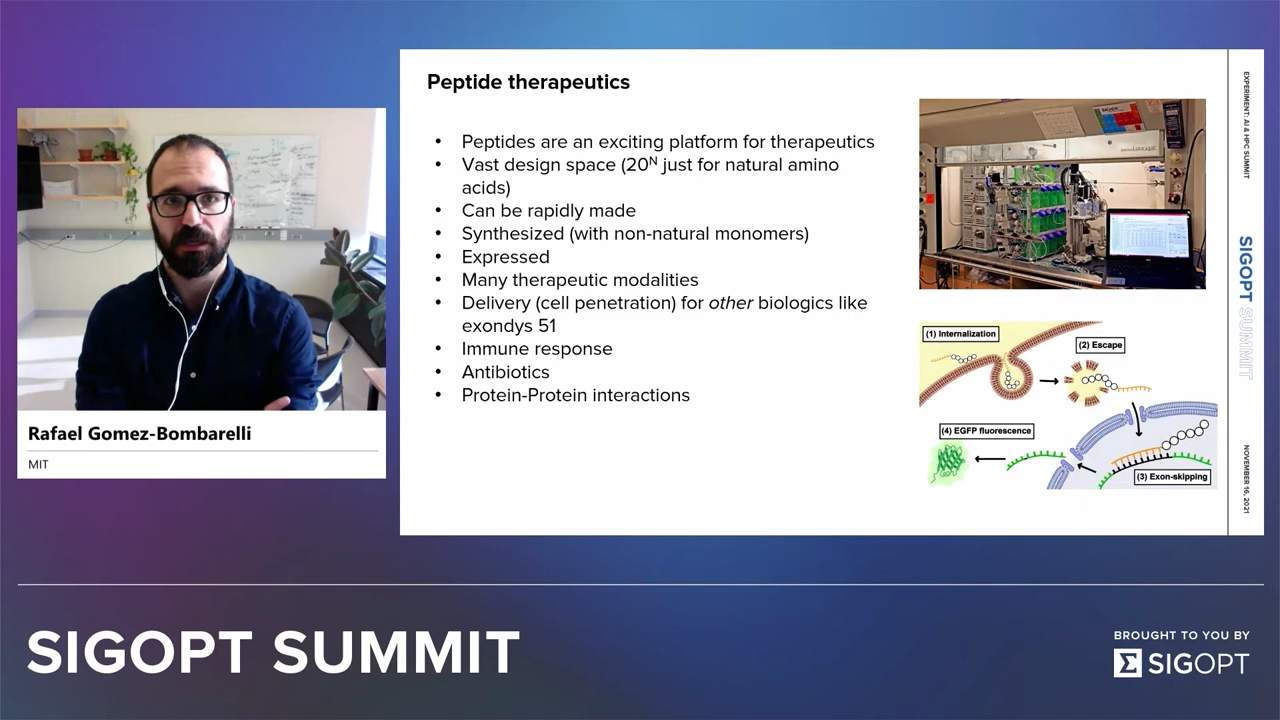 Peptide therapeutics
• Peptides are an exciting platform for therapeutics
• Vast design space (20ᴺ just for natural amino
acids)
• Can be rapidly made
• Synthesized (with non-natural monomers)
• Expressed
• Many therapeutic modalities
• Delivery (cell penetration) for other biologics like
exondys 51
• Immune response
• Antibiotics
• Protein-Protein interactions
(1) Internalization
(2) Escape
(4) EGFP fluorescence
(3) Exon-skipping
EXPERIMENT: AI & HPC SUMMIT
SIGOPT SUMMIT
NOVEMBER 16, 2021
Rafael Gomez-Bombarelli
MIT
SIGOPT SUMMIT
BROUGHT TO YOU BY
Σ SIGOPT